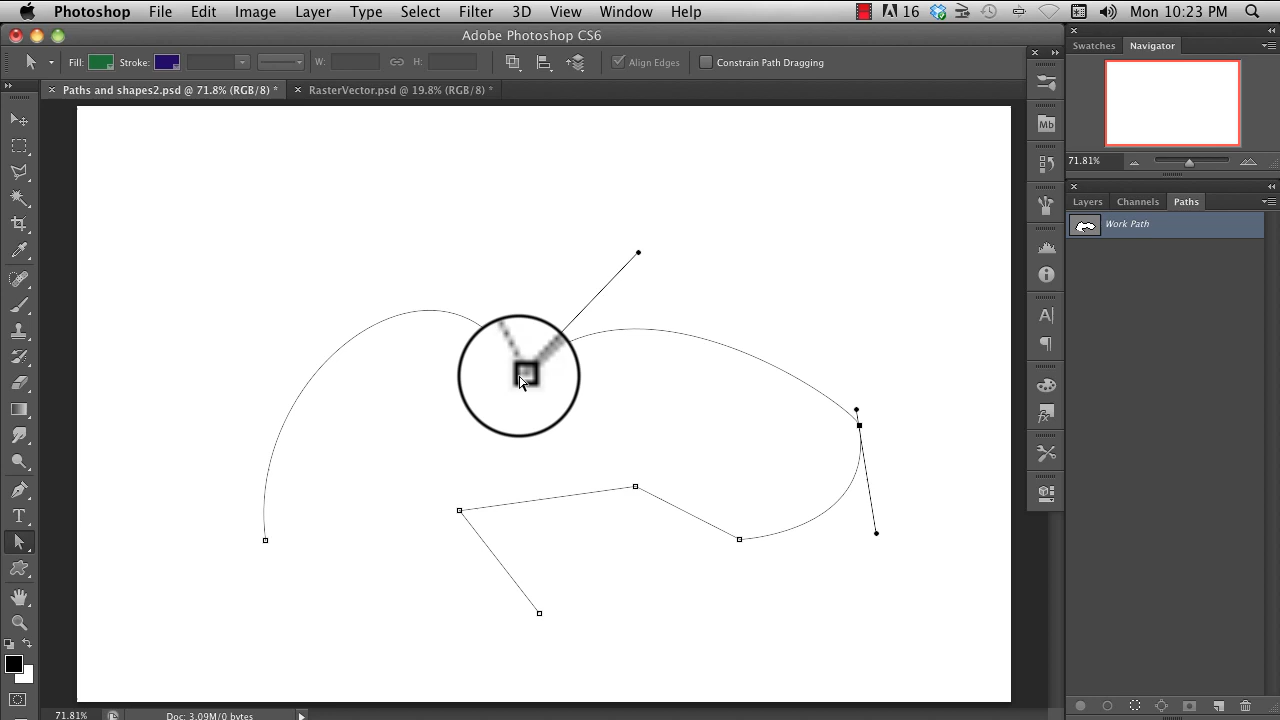 Photoshop File Edit Image Layer Type Select Filter 3D View Window Help 16 Mon 10:23 PM
Adobe Photoshop CS6
Fill: Stroke: W: H: Align Edges Constrain Path Dragging
Swatches Navigator
Paths and shapes2.psd @ 71.8% (RGB/8) * RasterVector.psd @ 19.8% (RGB/8) *
Mb
71.81%
Layers Channels Paths
Work Path
A
T
71.81% Doc: 3.09M/0 bytes